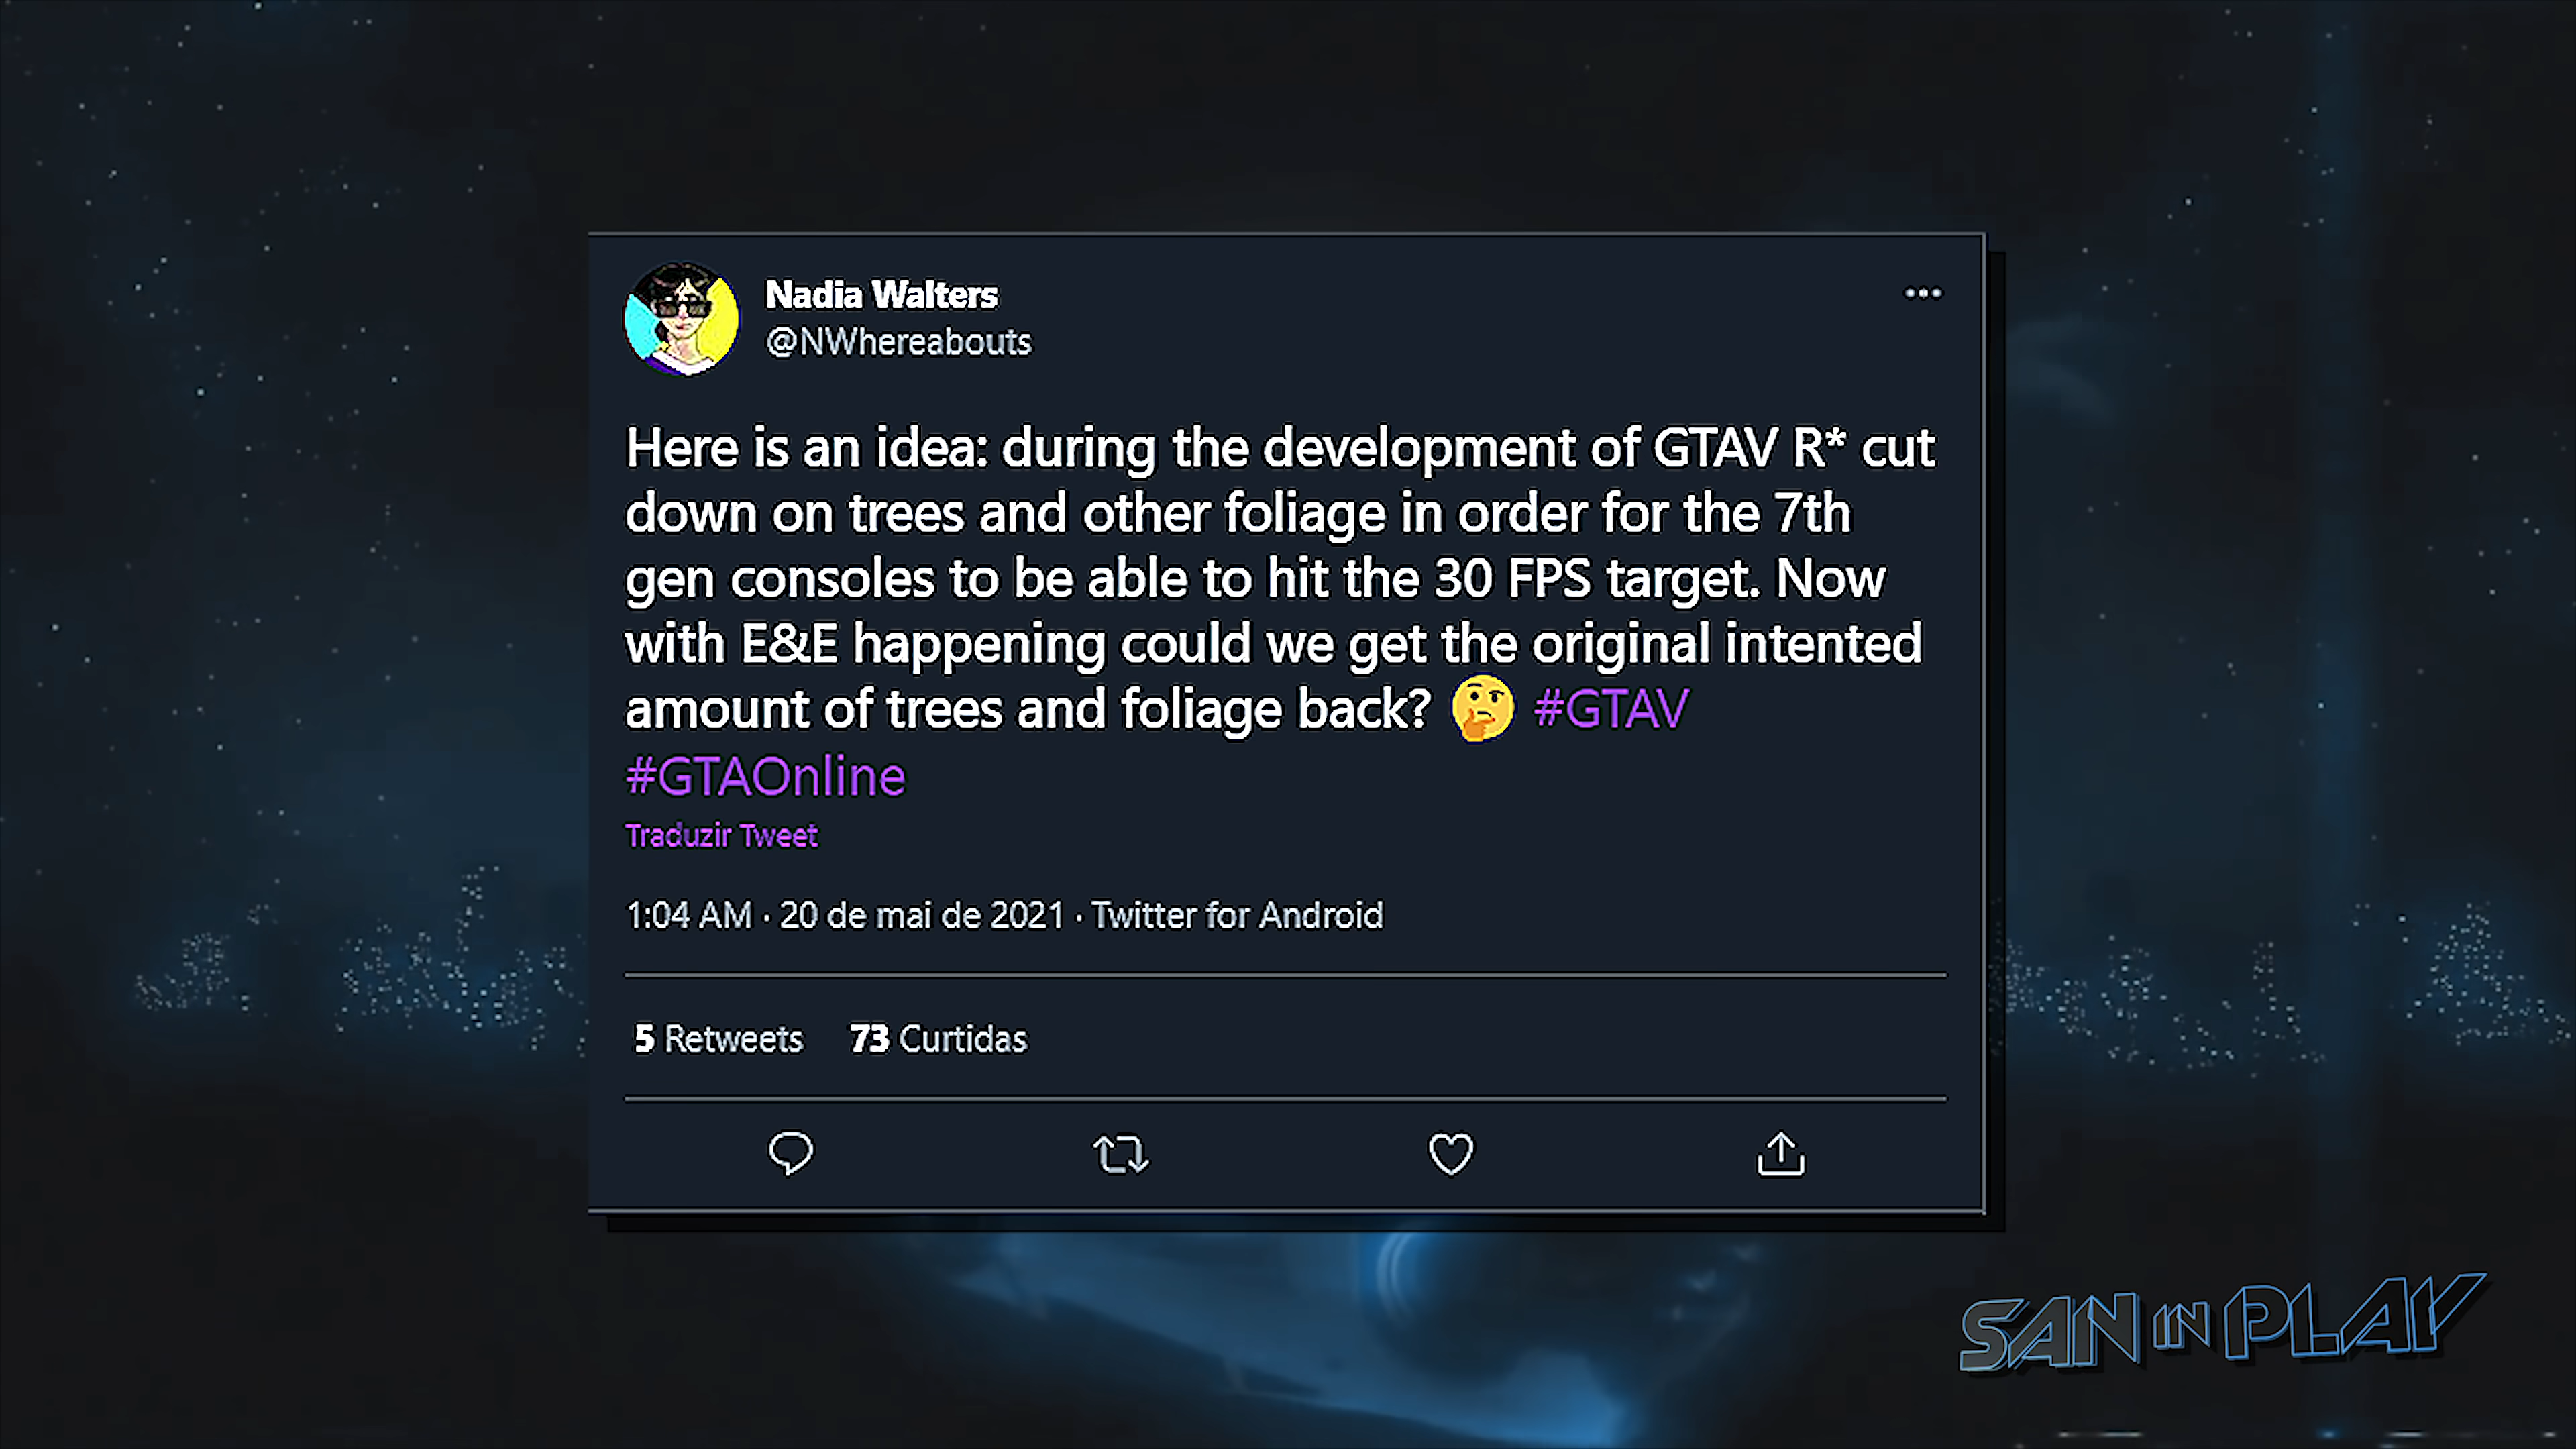 Nadia Walters
@NWhereabouts
Here is an idea: during the development of GTAV R* cut
down on trees and other foliage in order for the 7th
gen consoles to be able to hit the 30 FPS target. Now
with E&E happening could we get the original intented
amount of trees and foliage back? 🤔 #GTAV
#GTAOnline
Traduzir Tweet
1:04 AM · 20 de mai de 2021 · Twitter for Android
5 Retweets 73 Curtidas
SAN IN PLAY